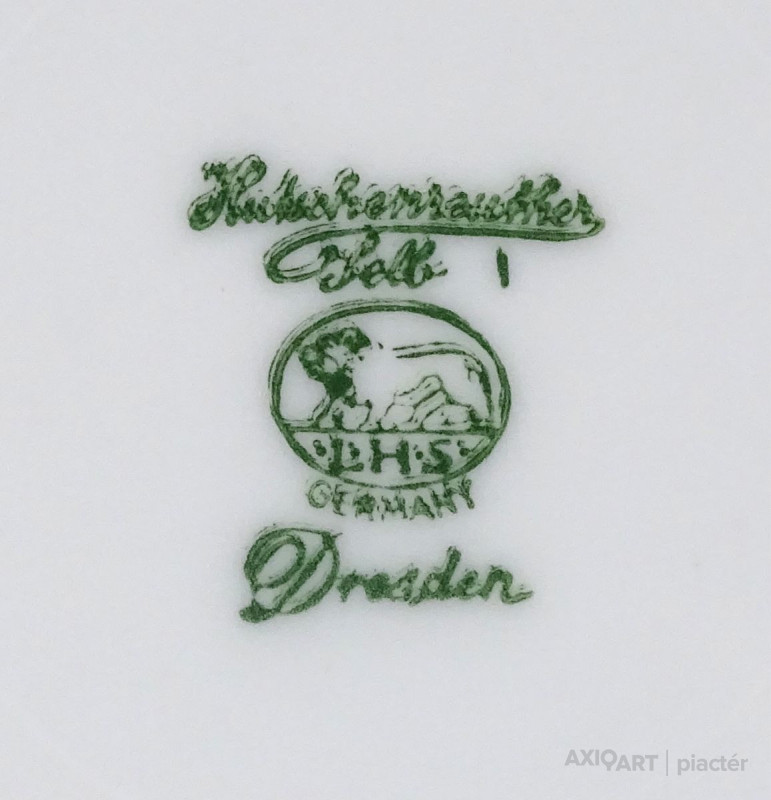 Hutschenreuther
Selb
L·H·S
GERMANY
Dresden
AXIOART | piactér